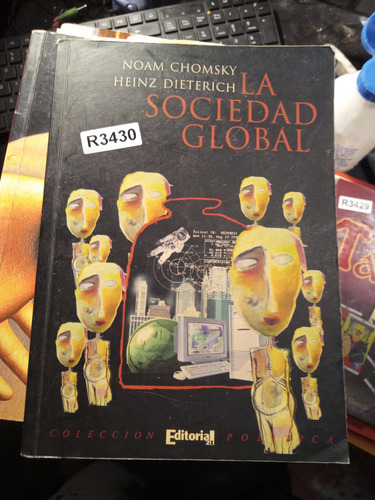 NOAM CHOMSKY
HEINZ DIETERICH
LA
SOCIEDAD
GLOBAL
R3430
R3429
COLECCIÓN
Editorial